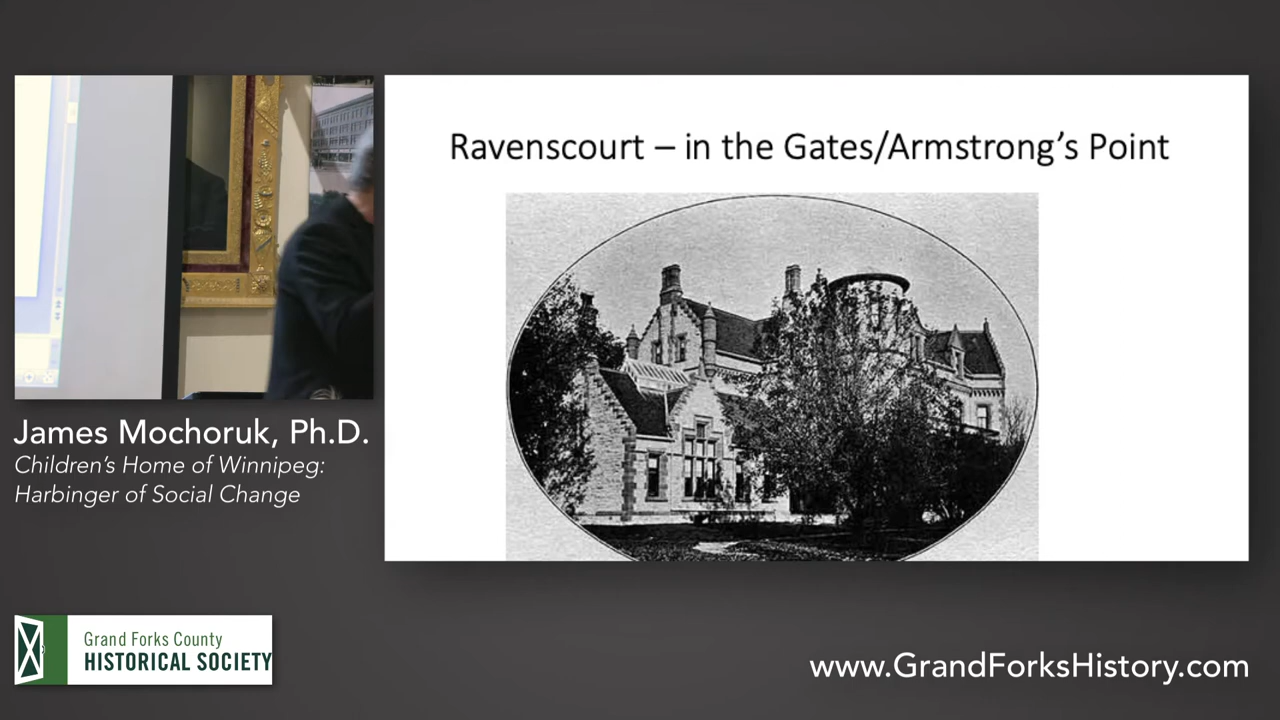 Ravenscourt – in the Gates/Armstrong's Point
James Mochoruk, Ph.D.
Children's Home of Winnipeg:
Harbinger of Social Change
Grand Forks County
HISTORICAL SOCIETY
www.GrandForksHistory.com